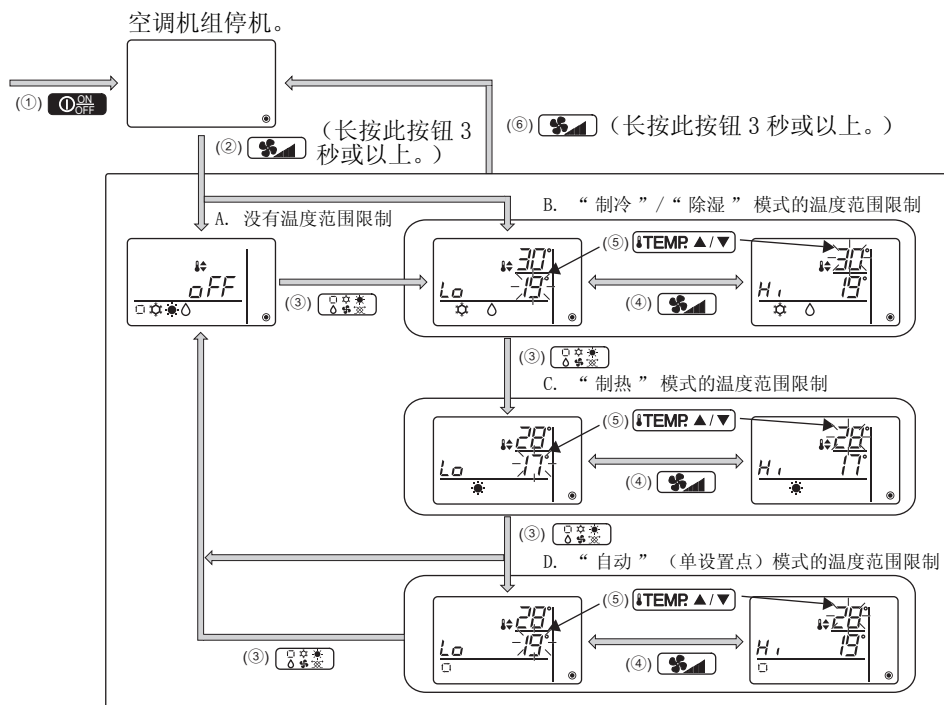 空调机组停机。
(①) ON OFF
(②) （长按此按钮 3 秒或以上。）
(⑥) （长按此按钮 3 秒或以上。）
A. 没有温度范围限制
oFF
(③)
B. “ 制冷 ”/“ 除湿 ” 模式的温度范围限制
30°
Lo 19°
(⑤) TEMP. ▲/▼
(④)
30°
Hi 19°
(③)
C. “ 制热 ” 模式的温度范围限制
28°
Lo 17°
(⑤) TEMP. ▲/▼
(④)
28°
Hi 17°
(③)
D. “ 自动 ” （单设置点）模式的温度范围限制
28°
Lo 19°
(⑤) TEMP. ▲/▼
(④)
28°
Hi 19°
(③)